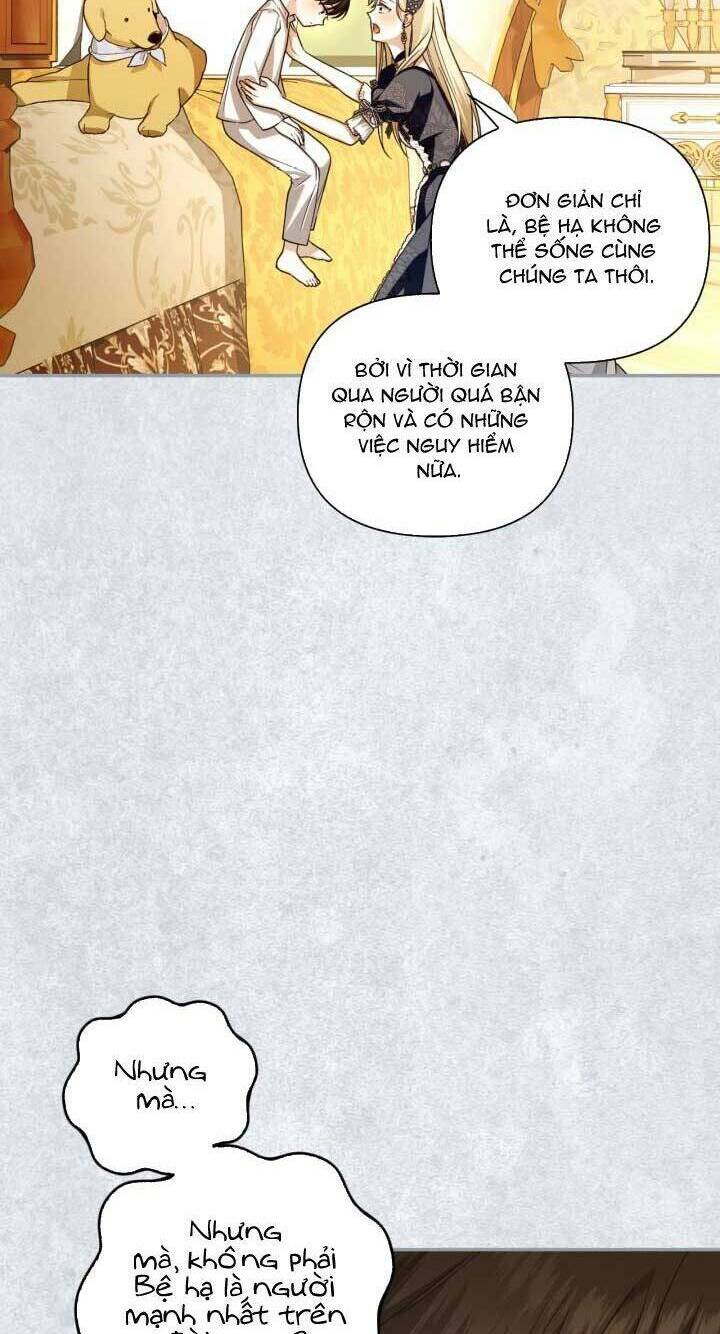 ĐƠN GIẢN CHỈ
LÀ, BỆ HẠ KHÔNG
THỂ SỐNG CÙNG
CHÚNG TA THÔI.
BỞI VÌ THỜI GIAN
QUA NGƯỜI QUÁ BẬN
RỘN VÀ CÓ NHỮNG
VIỆC NGUY HIỂM
NỮA.
Nhưng
mà...
Nhưng
mà, không phải
Bệ hạ là người
mạnh nhất trên